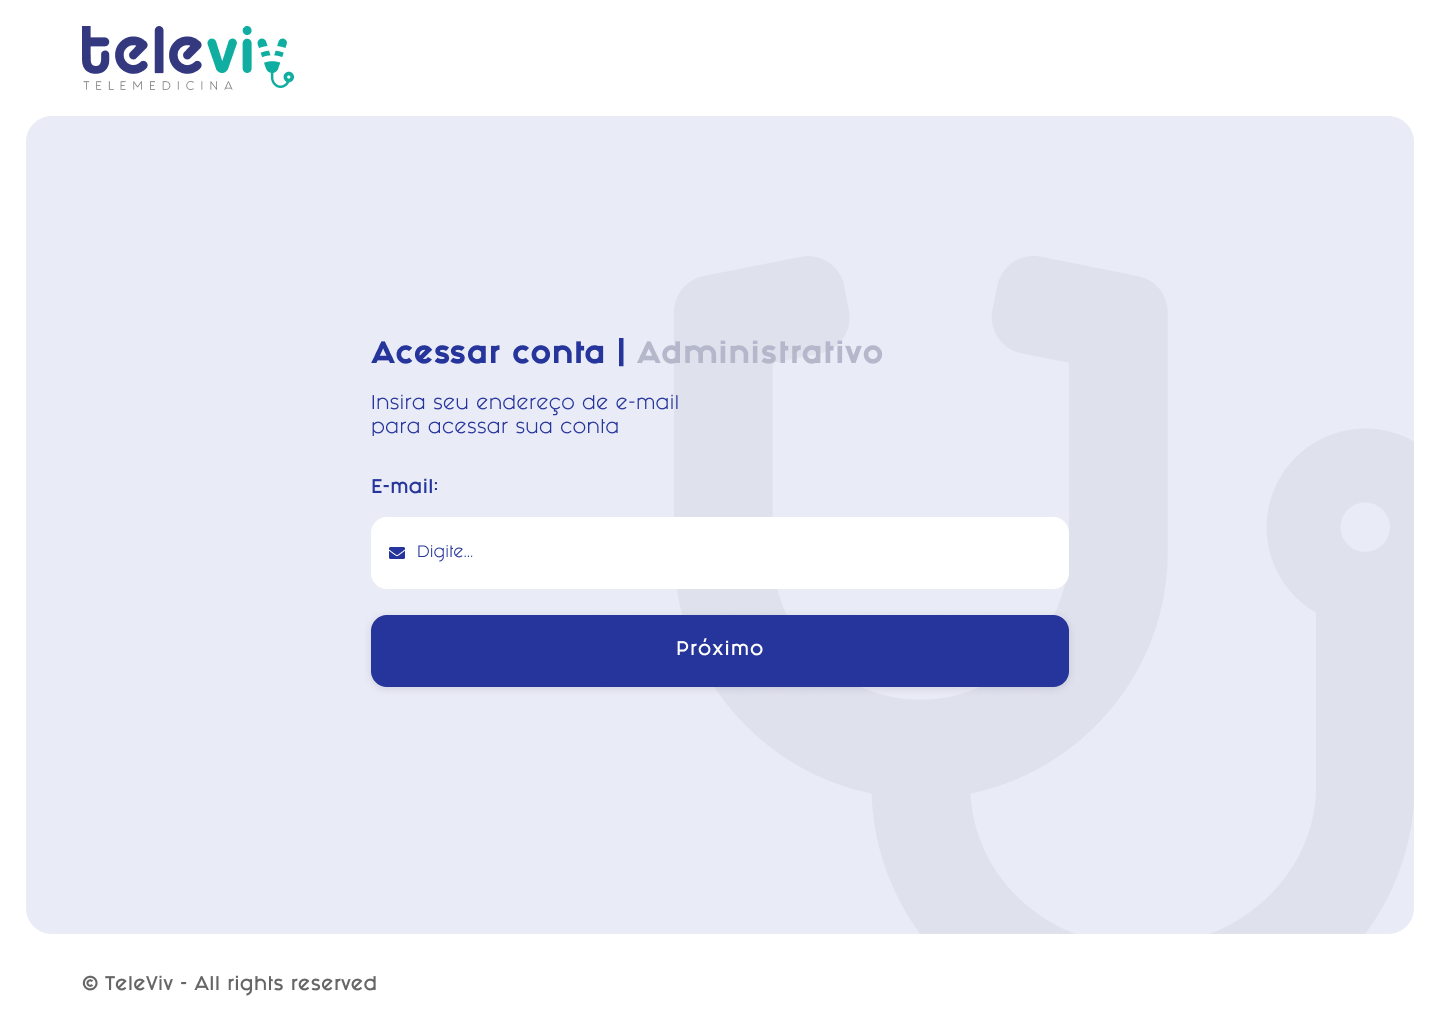 televiv
TELEMEDICINA
Acessar conta | Administrativo
Insira seu endereço de e-mail
para acessar sua conta
E-mail:
Digite...
Próximo
© TeleViv - All rights reserved